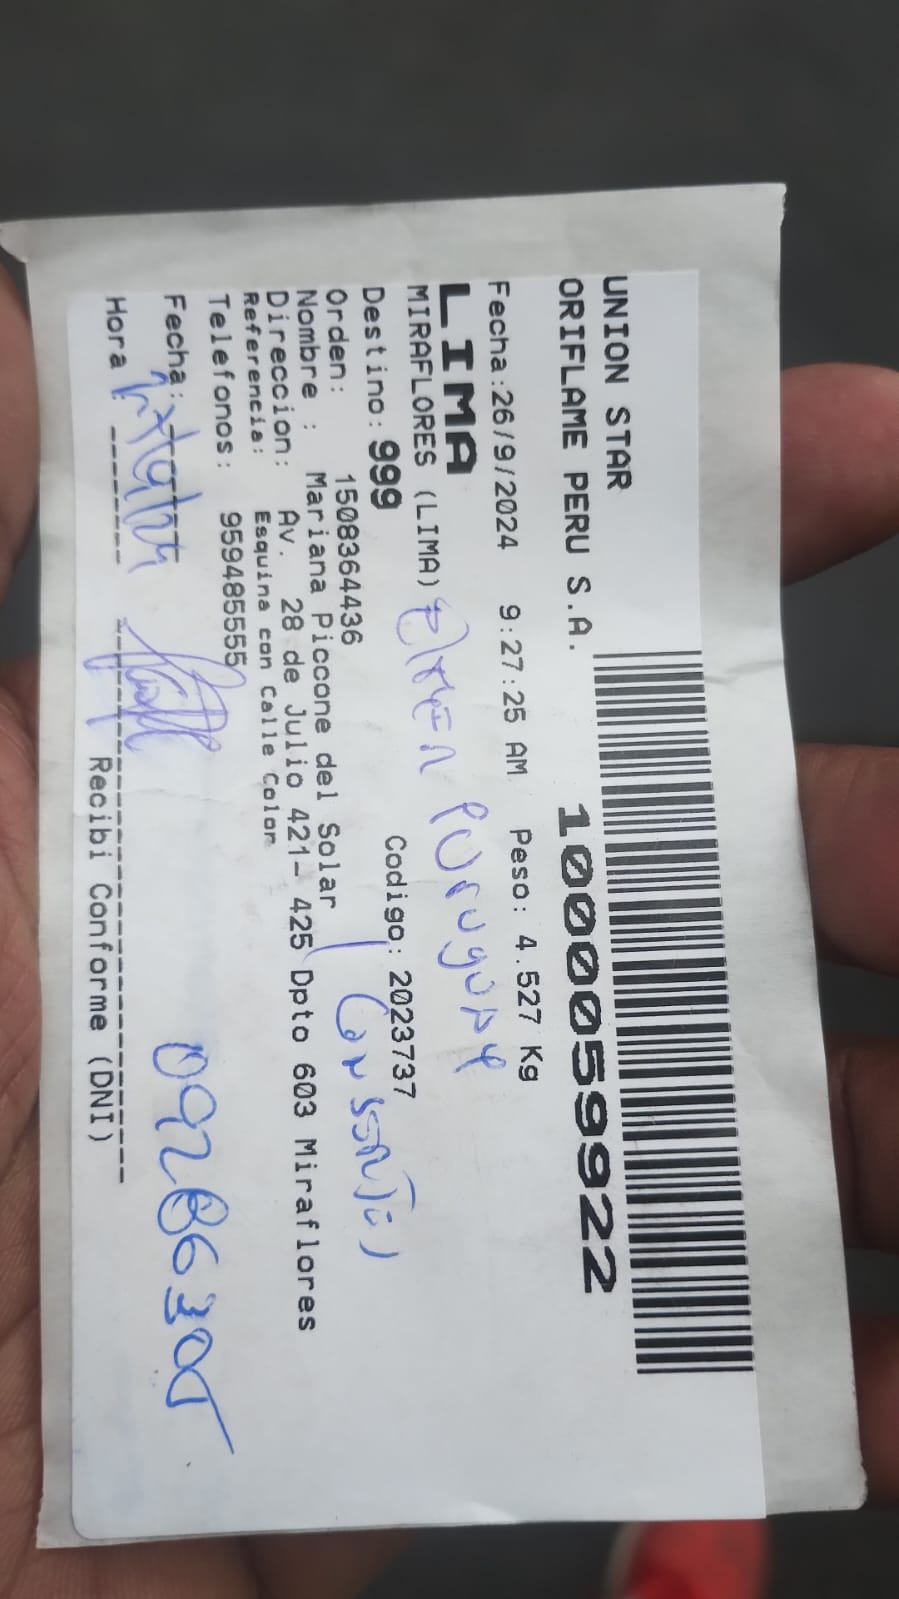 UNION STAR
ORIFLAME PERU S.A. 1000059922
Fecha:26/9/2024 9:27:25 AM Peso: 4.527 Kg
LIMA
MIRAFLORES (LIMA)
Destino: 999 Codigo: 2023737
Orden: 1508364436
Nombre : Mariana Piccone del Solar
Direccion: Av. 28 de Julio 421- 425 Dpto 603 Miraflores
Referencia: Esquina con Calle Colon
Telefonos: 959485555
Fecha:
Hora :
Recibi Conforme (DNI)